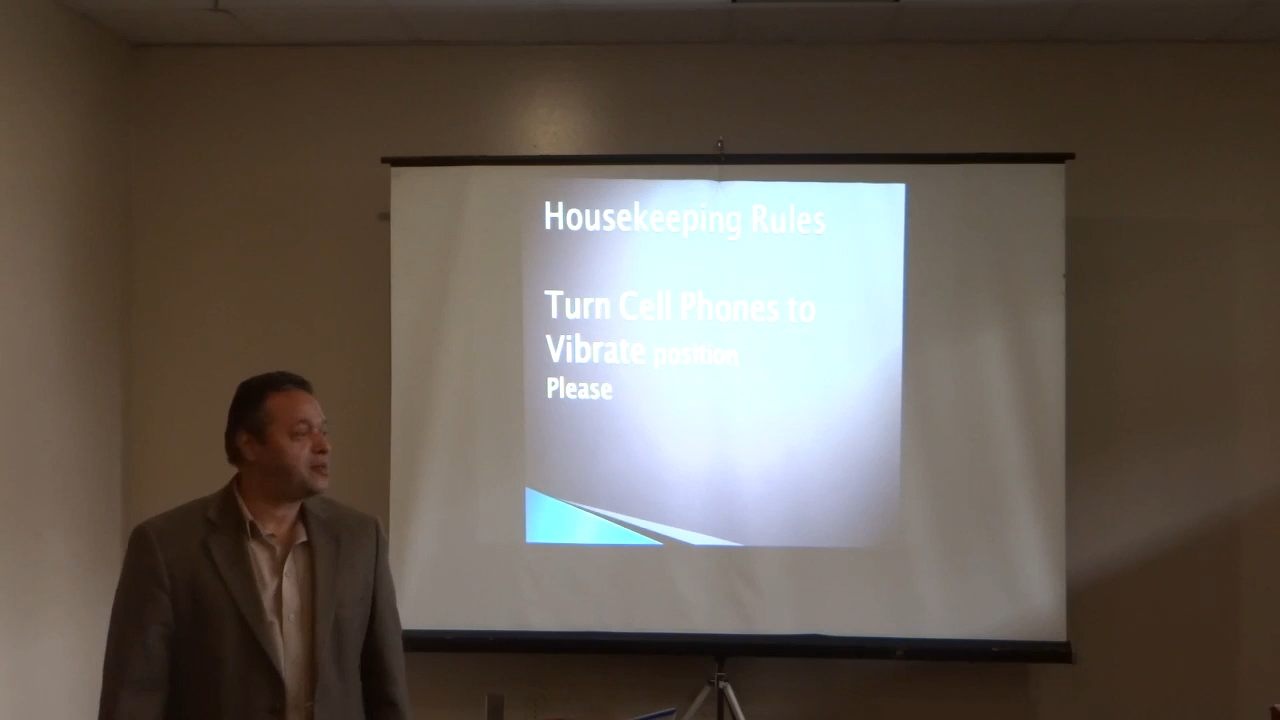 Housekeeping Rules
Turn Cell Phones to
Vibrate position
Please